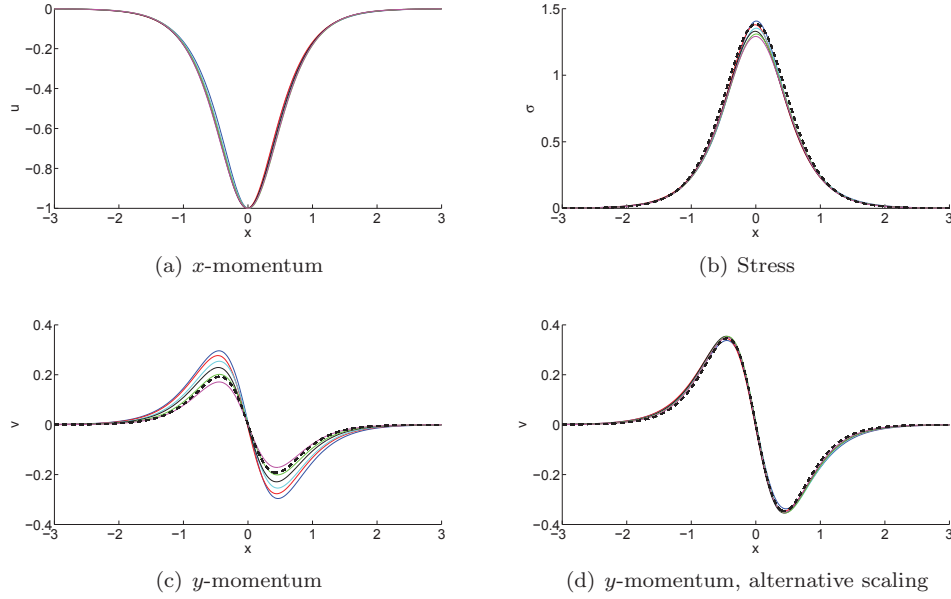 0
−0.2
−0.4
−0.6
−0.8
−1
u
−3 −2 −1 0 1 2 3
x
(a) x-momentum
1.5
1
0.5
0
σ
−3 −2 −1 0 1 2 3
x
(b) Stress
0.4
0.2
0
−0.2
−0.4
v
−3 −2 −1 0 1 2 3
x
(c) y-momentum
0.4
0.2
0
−0.2
−0.4
v
−3 −2 −1 0 1 2 3
x
(d) y-momentum, alternative scaling